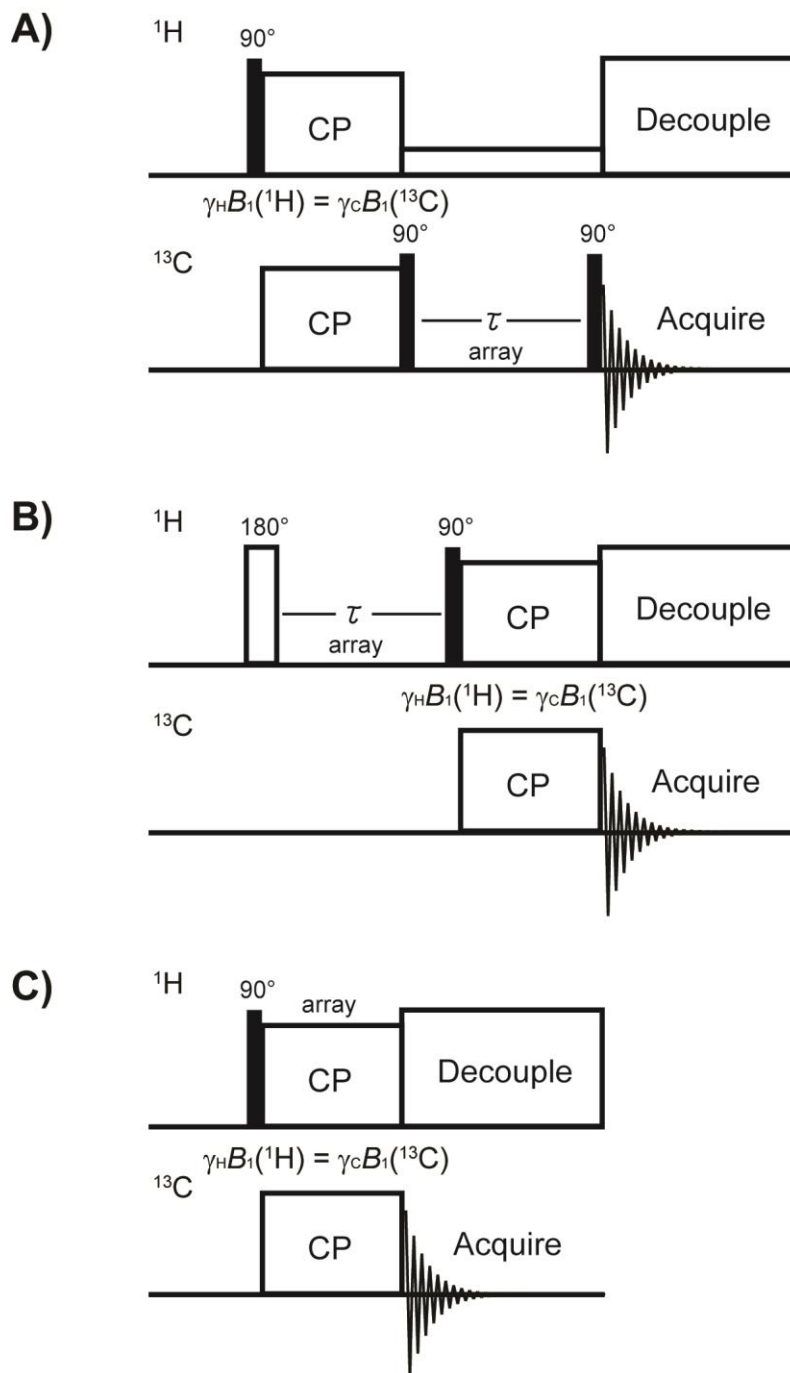 A)
¹H
90°
CP
Decouple
γHB₁(¹H) = γCB₁(¹³C)
¹³C
90°
90°
CP
τ
array
Acquire
B)
¹H
180°
90°
τ
array
CP
Decouple
γHB₁(¹H) = γCB₁(¹³C)
¹³C
CP
Acquire
C)
¹H
90°
array
CP
Decouple
γHB₁(¹H) = γCB₁(¹³C)
¹³C
CP
Acquire